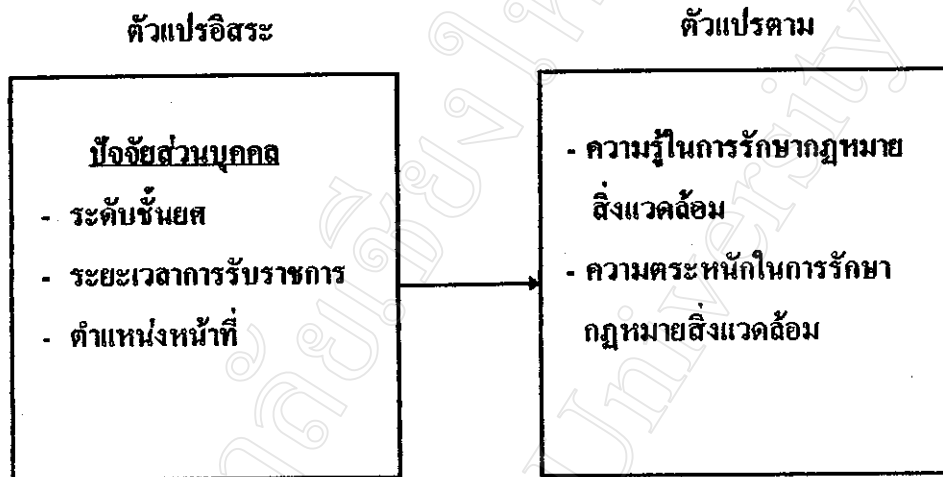 ตัวแปรอิสระ
ตัวแปรตาม
ปัจจัยส่วนบุคคล
- ระดับชั้นยศ
- ระยะเวลาการรับราชการ
- ตำแหน่งหน้าที่
- ความรู้ในการรักษากฎหมาย
สิ่งแวดล้อม
- ความตระหนักในการรักษา
กฎหมายสิ่งแวดล้อม
University